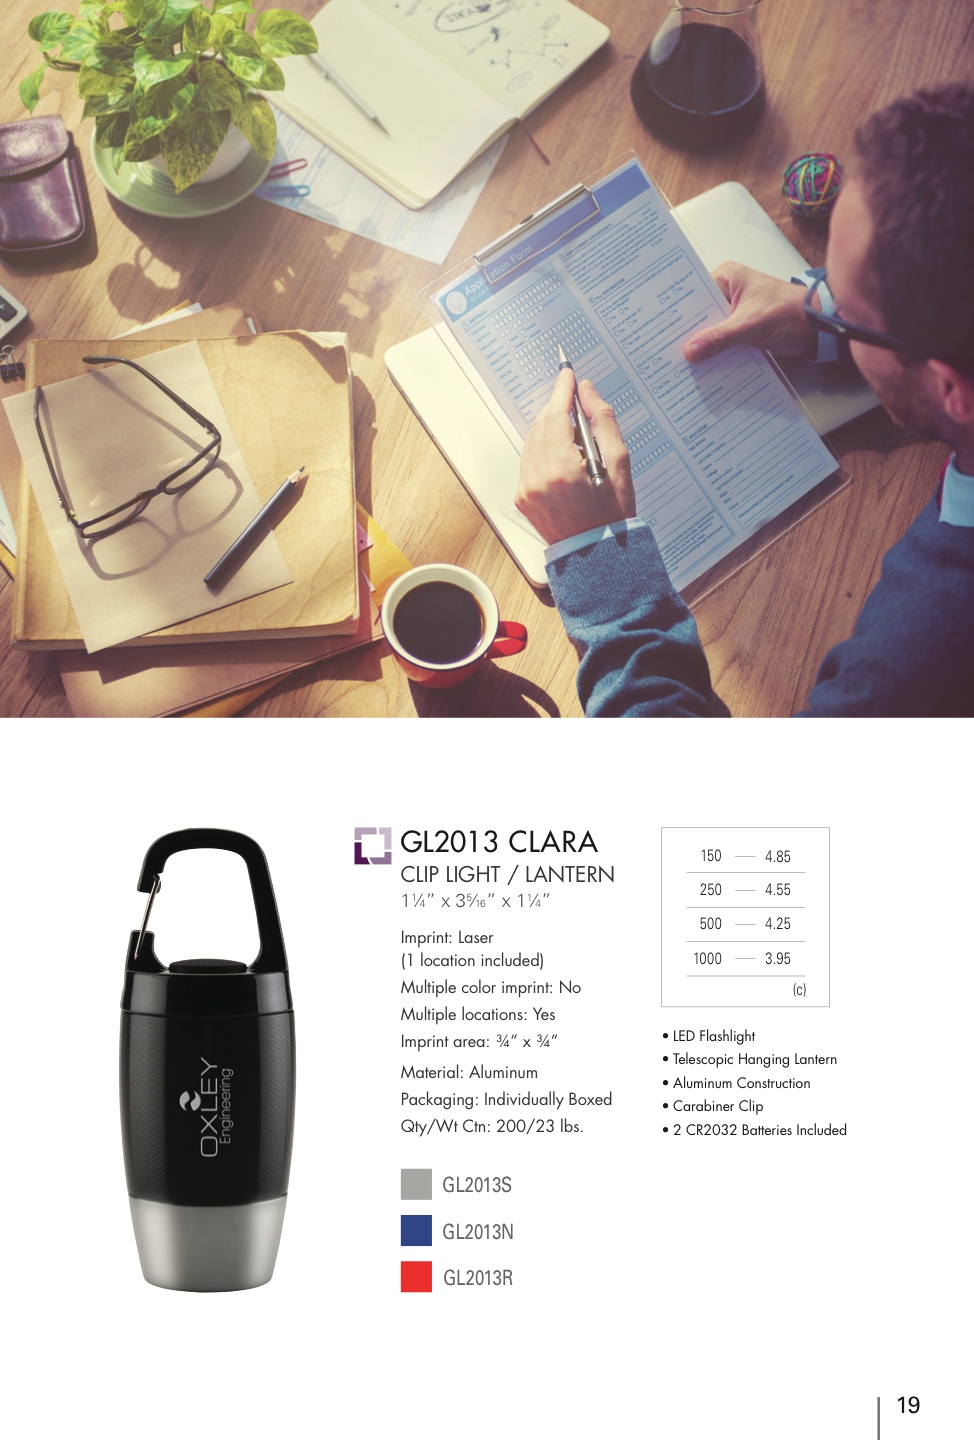 IDEA
Application Form
GL2013 CLARA
CLIP LIGHT / LANTERN
1¼” x 3⁵⁄₁₆” x 1¼”
Imprint: Laser
(1 location included)
Multiple color imprint: No
Multiple locations: Yes
Imprint area: ¾” x ¾”
Material: Aluminum
Packaging: Individually Boxed
Qty/Wt Ctn: 200/23 lbs.
GL2013S
GL2013N
GL2013R
150 — 4.85
250 — 4.55
500 — 4.25
1000 — 3.95
(c)
• LED Flashlight
• Telescopic Hanging Lantern
• Aluminum Construction
• Carabiner Clip
• 2 CR2032 Batteries Included
OXLEY
Engineering
19